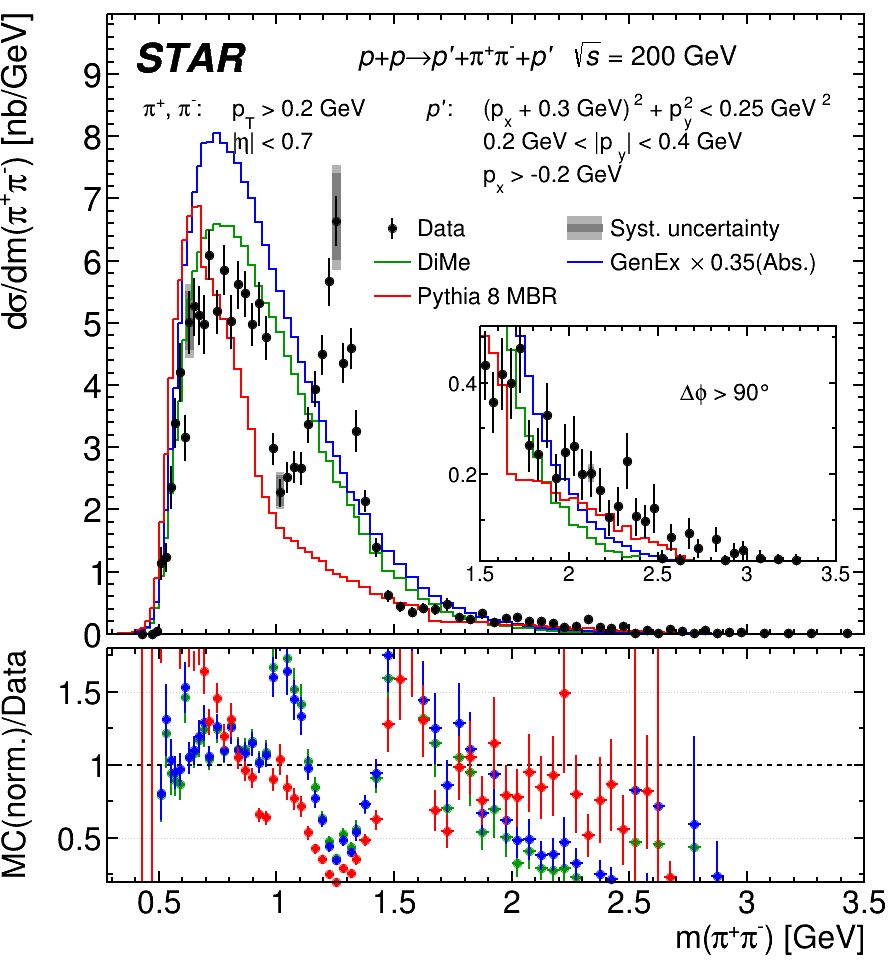 STAR p+p→p′+π⁺π⁻+p′ √s = 200 GeV
π⁺, π⁻: p_T > 0.2 GeV p′: (p_x + 0.3 GeV)² + p_y² < 0.25 GeV²
|η| < 0.7 0.2 GeV < |p_y| < 0.4 GeV
p_x > -0.2 GeV
Data Syst. uncertainty
DiMe GenEx × 0.35(Abs.)
Pythia 8 MBR
dσ/dm(π⁺π⁻) [nb/GeV]
9
8
7
6
5
4
3
2
1
0
Δϕ > 90°
0.4
0.2
1.5 2 2.5 3 3.5
MC(norm.)/Data
1.5
1
0.5
0.5 1 1.5 2 2.5 3 3.5
m(π⁺π⁻) [GeV]